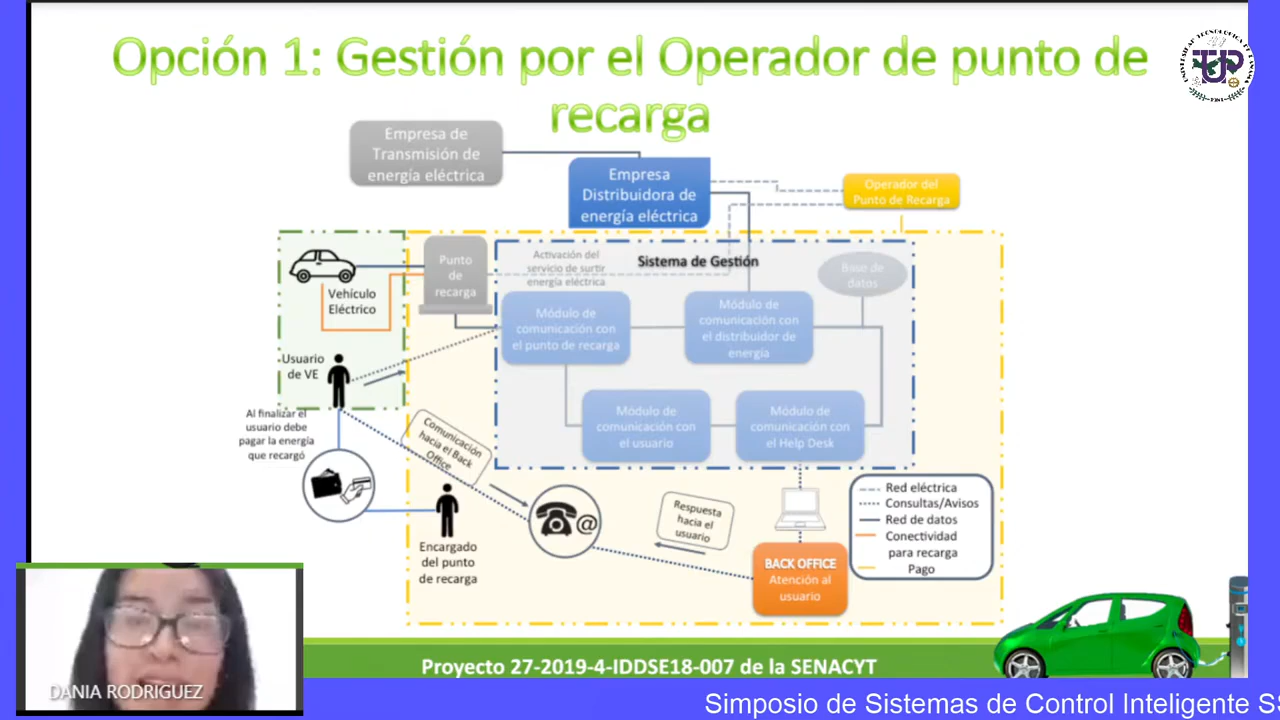 Opción 1: Gestión por el Operador de punto de
recarga
Empresa de
Transmisión de
energía eléctrica
Empresa
Distribuidora de
energía eléctrica
Operador del
Punto de Recarga
Punto
de
recarga
Activación del
servicio de surtir
energía eléctrica
Sistema de Gestión
Base de
datos
Vehículo
Eléctrico
Módulo de
comunicación con
el punto de recarga
Módulo de
comunicación con
el distribuidor de
energía
Usuario
de VE
Al finalizar el
usuario debe
pagar la energía
que recargó
Comunicación
hacia el Back
Office
Módulo de
comunicación con
el usuario
Módulo de
comunicación con
el Help Desk
Respuesta
hacia el
usuario
Red eléctrica
Consultas/Avisos
Red de datos
Conectividad
para recarga
Pago
Encargado
del punto
de recarga
@
BACK OFFICE
Atención al
usuario
Proyecto 27-2019-4-IDDSE18-007 de la SENACYT
DANIA RODRIGUEZ
Simposio de Sistemas de Control Inteligente